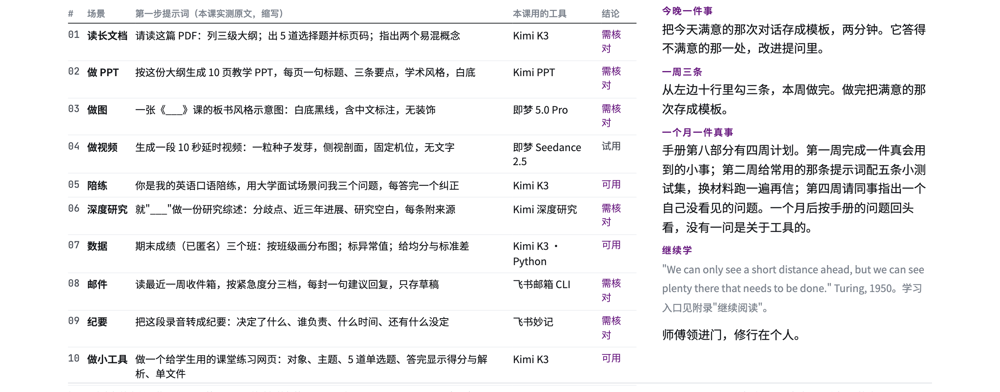 # 场景 第一步提示词（本课实测原文，缩写） 本课用的工具 结论
01 读长文档 请读这篇 PDF：列三级大纲；出 5 道选择题并标页码；指出两个易混概念 Kimi K3 需核
对
02 做 PPT 按这份大纲生成 10 页教学 PPT，每页一句标题、三条要点，学术风格，白底 Kimi PPT 需核
对
03 做图 一张《___》课的板书风格示意图：白底黑线，含中文标注，无装饰 即梦 5.0 Pro 需核
对
04 做视频 生成一段 10 秒延时视频：一粒种子发芽，侧视剖面，固定机位，无文字 即梦 Seedance 试用
2.5
05 陪练 你是我的英语口语陪练，用大学面试场景问我三个问题，每答完一个纠正 Kimi K3 可用
06 深度研究 就"___"做一份研究综述：分歧点、近三年进展、研究空白，每条附来源 Kimi 深度研究 需核
对
07 数据 期末成绩（已匿名）三个班：按班级画分布图；标异常值；给均分与标准差 Kimi K3 · 可用
Python
08 邮件 读最近一周收件箱，按紧急度分三档，每封一句建议回复，只存草稿 飞书邮箱 CLI 需核
对
09 纪要 把这段录音转成纪要：决定了什么、谁负责、什么时间、还有什么没定 飞书妙记 需核
对
10 做小工具 做一个给学生用的课堂练习网页：对象、主题、5 道单选题、答完显示得分与解 Kimi K3 可用
析、单文件
今晚一件事
把今天满意的那次对话存成模板，两分钟。它答得
不满意的那一处，改进提问里。
一周三条
从左边十行里勾三条，本周做完。做完把满意的那
次存成模板。
一个月一件真事
手册第八部分有四周计划。第一周完成一件真会用
到的小事；第二周给常用的那条提示词配五条小测
试集，换材料跑一遍再信；第四周请同事指出一个
自己没看见的问题。一个月后按手册的问题回头
看，没有一问是关于工具的。
继续学
"We can only see a short distance ahead, but we can see
plenty there that needs to be done." Turing, 1950。学习
入口见附录"继续阅读"。
师傅领进门，修行在个人。